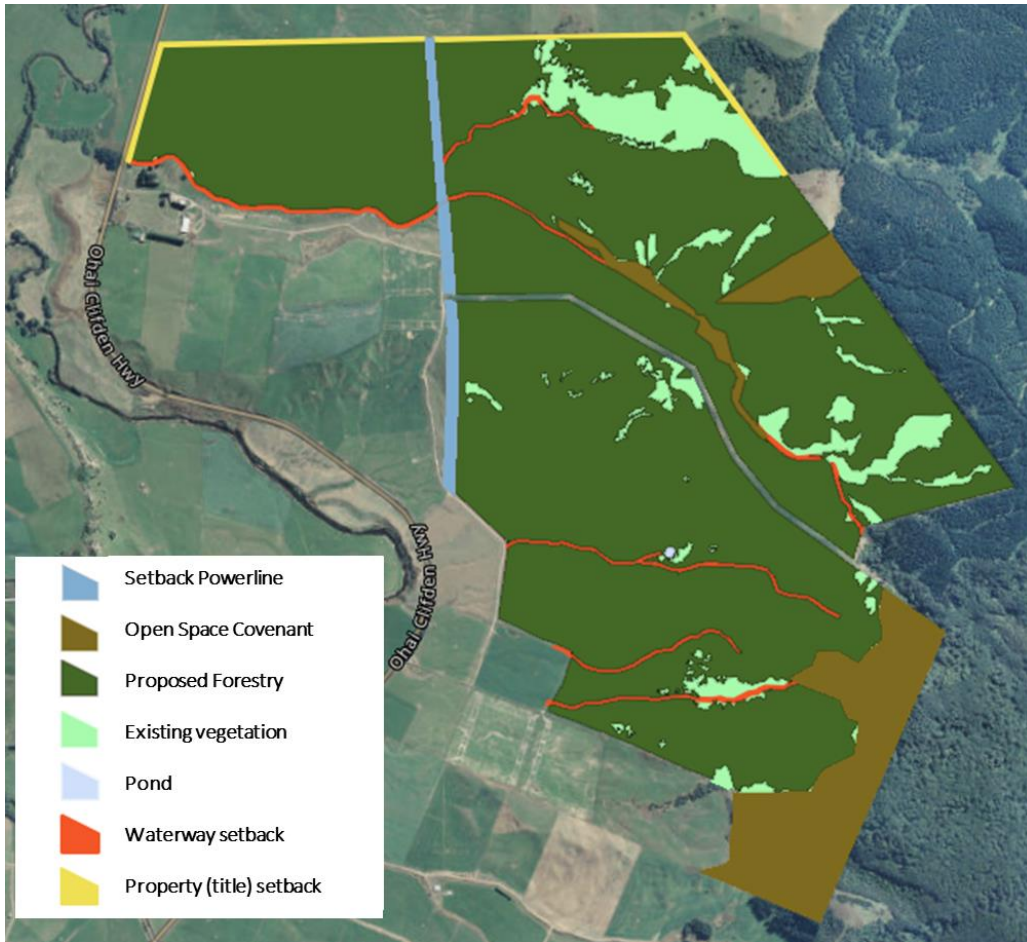 Ohai Clifden Hwy
Ohai Clifden Hwy
Setback Powerline
Open Space Covenant
Proposed Forestry
Existing vegetation
Pond
Waterway setback
Property (title) setback